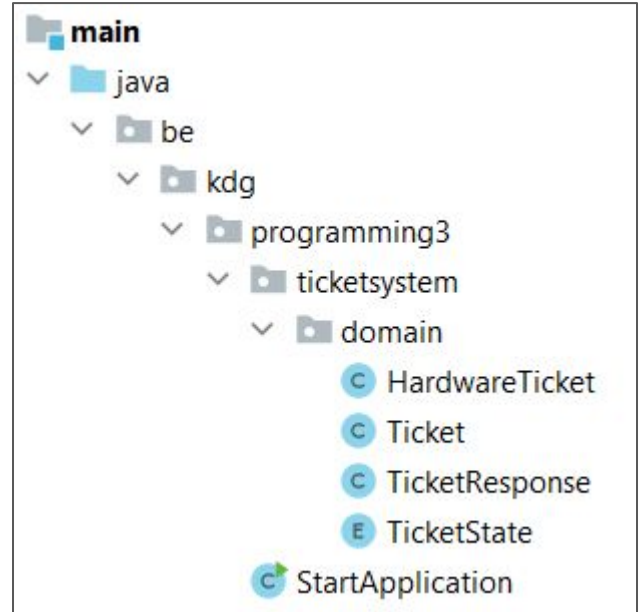 main
java
be
kdg
programming3
ticketsystem
domain
C HardwareTicket
C Ticket
C TicketResponse
E TicketState
C StartApplication